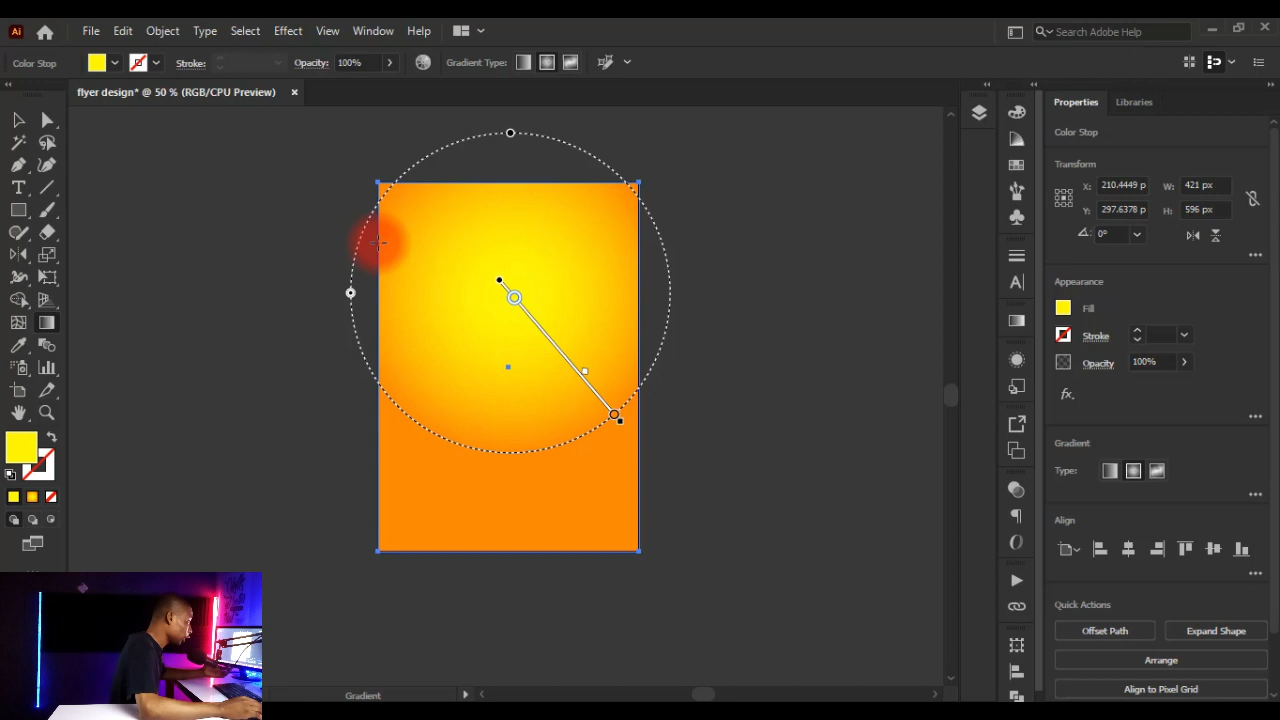 Ai File Edit Object Type Select Effect View Window Help Search Adobe Help
Color Stop Stroke: Opacity: 100% Gradient Type:
flyer design* @ 50 % (RGB/CPU Preview) ×
Properties Libraries
Color Stop
Transform
X: 210.4449 p W: 421 px
Y: 297.6378 p H: 596 px
0°
Appearance
Fill
Stroke
Opacity 100%
fx.
Gradient
Type:
Align
Quick Actions
Offset Path Expand Shape
Arrange
Align to Pixel Grid
Gradient